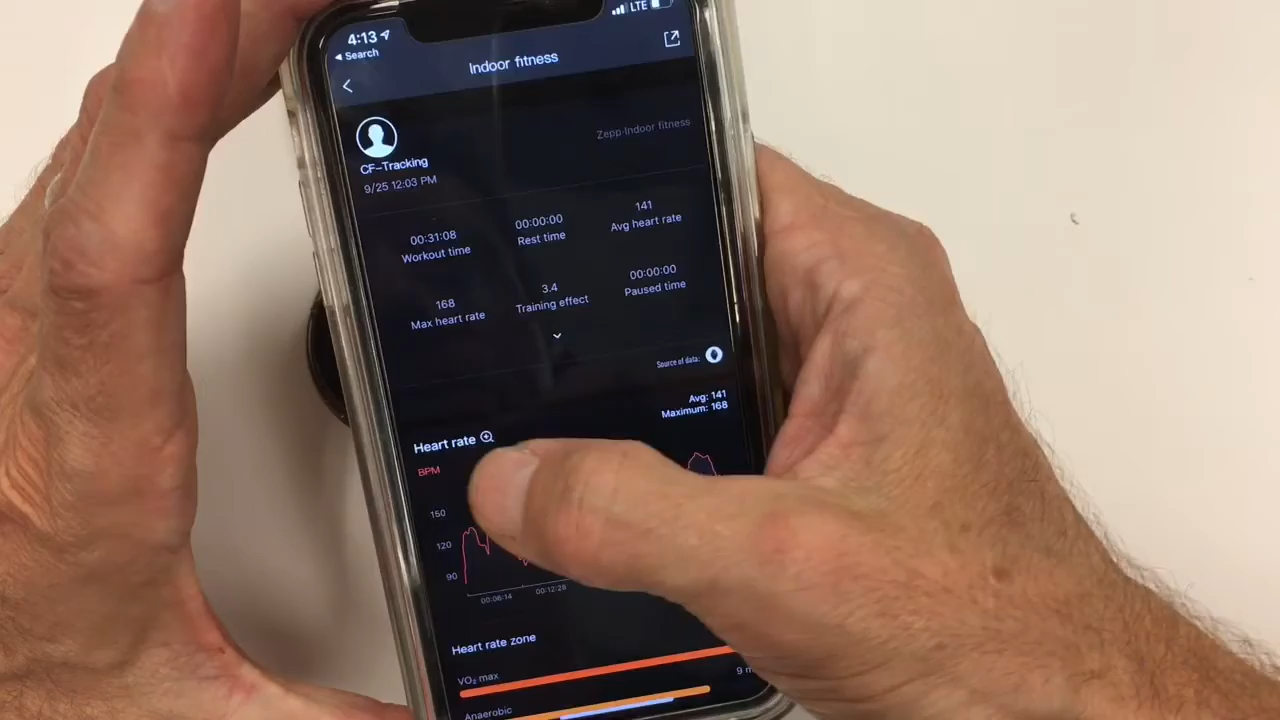 4:13
LTE
◀ Search
Indoor fitness
Zepp·Indoor fitness
CF-Tracking
9/25 12:03 PM
00:31:08
Workout time
00:00:00
Rest time
141
Avg heart rate
168
Max heart rate
3.4
Training effect
00:00:00
Paused time
Source of data:
Avg: 141
Maximum: 168
Heart rate
BPM
150
120
90
00:06:14
00:12:28
Heart rate zone
VO₂ max
9 m
Anaerobic